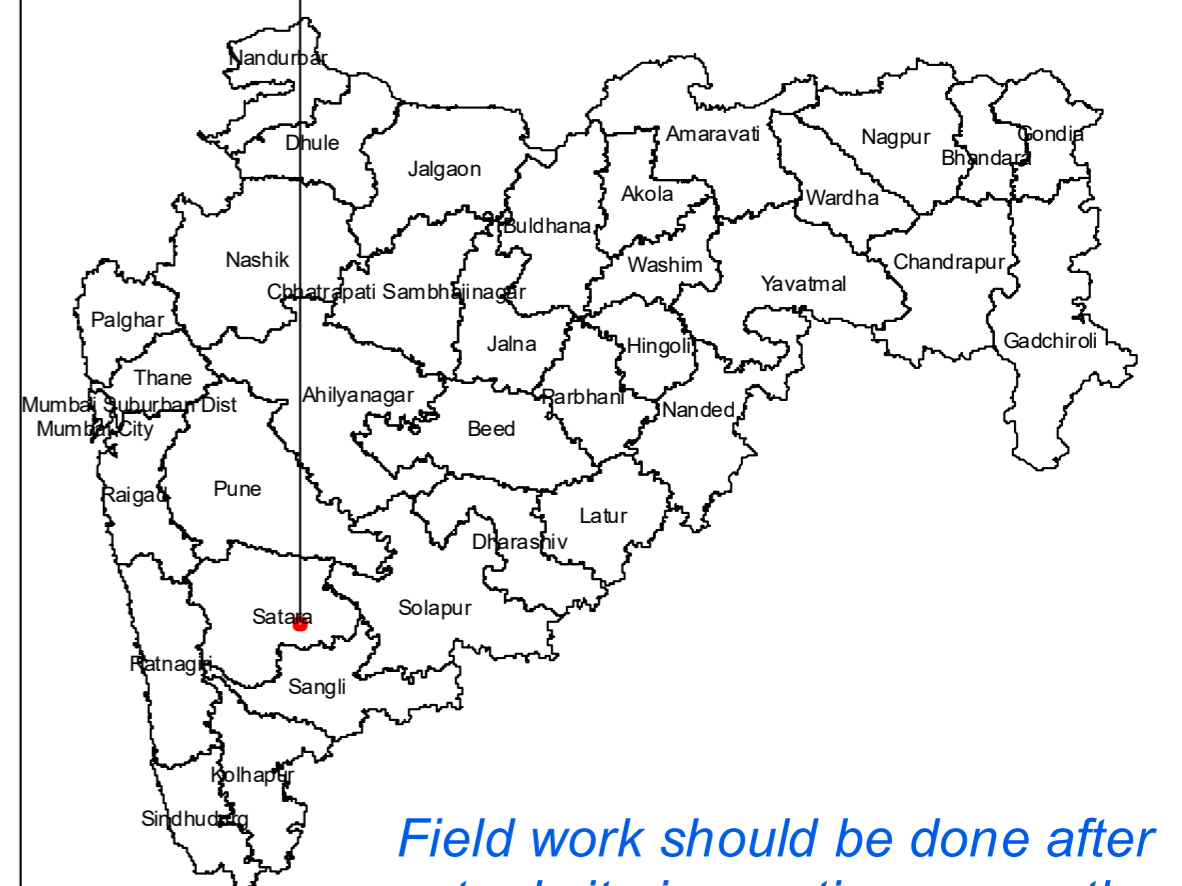 Nandurbar
Dhule
Jalgaon
Amaravati
Nagpur
Gondia
Bhandara
Akola
Wardha
Buldhana
Nashik
Washim
Chandrapur
Yavatmal
Chhatrapati Sambhajinagar
Palghar
Jalna
Hingoli
Gadchiroli
Thane
Ahilyanagar
Parbhani
Mumbai Suburban Dist
Nanded
Mumbai City
Beed
Raigad
Pune
Latur
Dharashiv
Satara
Solapur
Ratnagiri
Sangli
Kolhapur
Sindhudurg
Field work should be done after